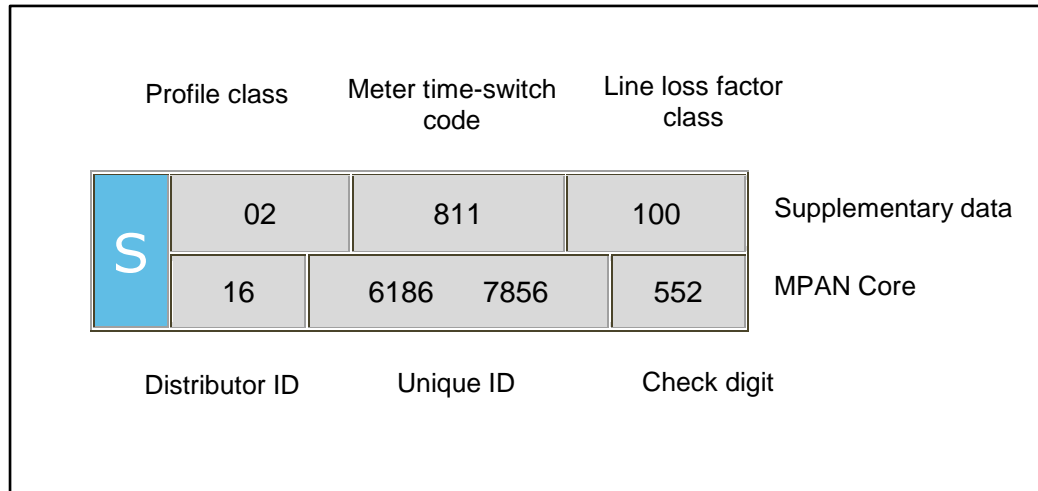 Profile class Meter time-switch code Line loss factor class
S
02 811 100 Supplementary data
16 6186 7856 552 MPAN Core
Distributor ID Unique ID Check digit